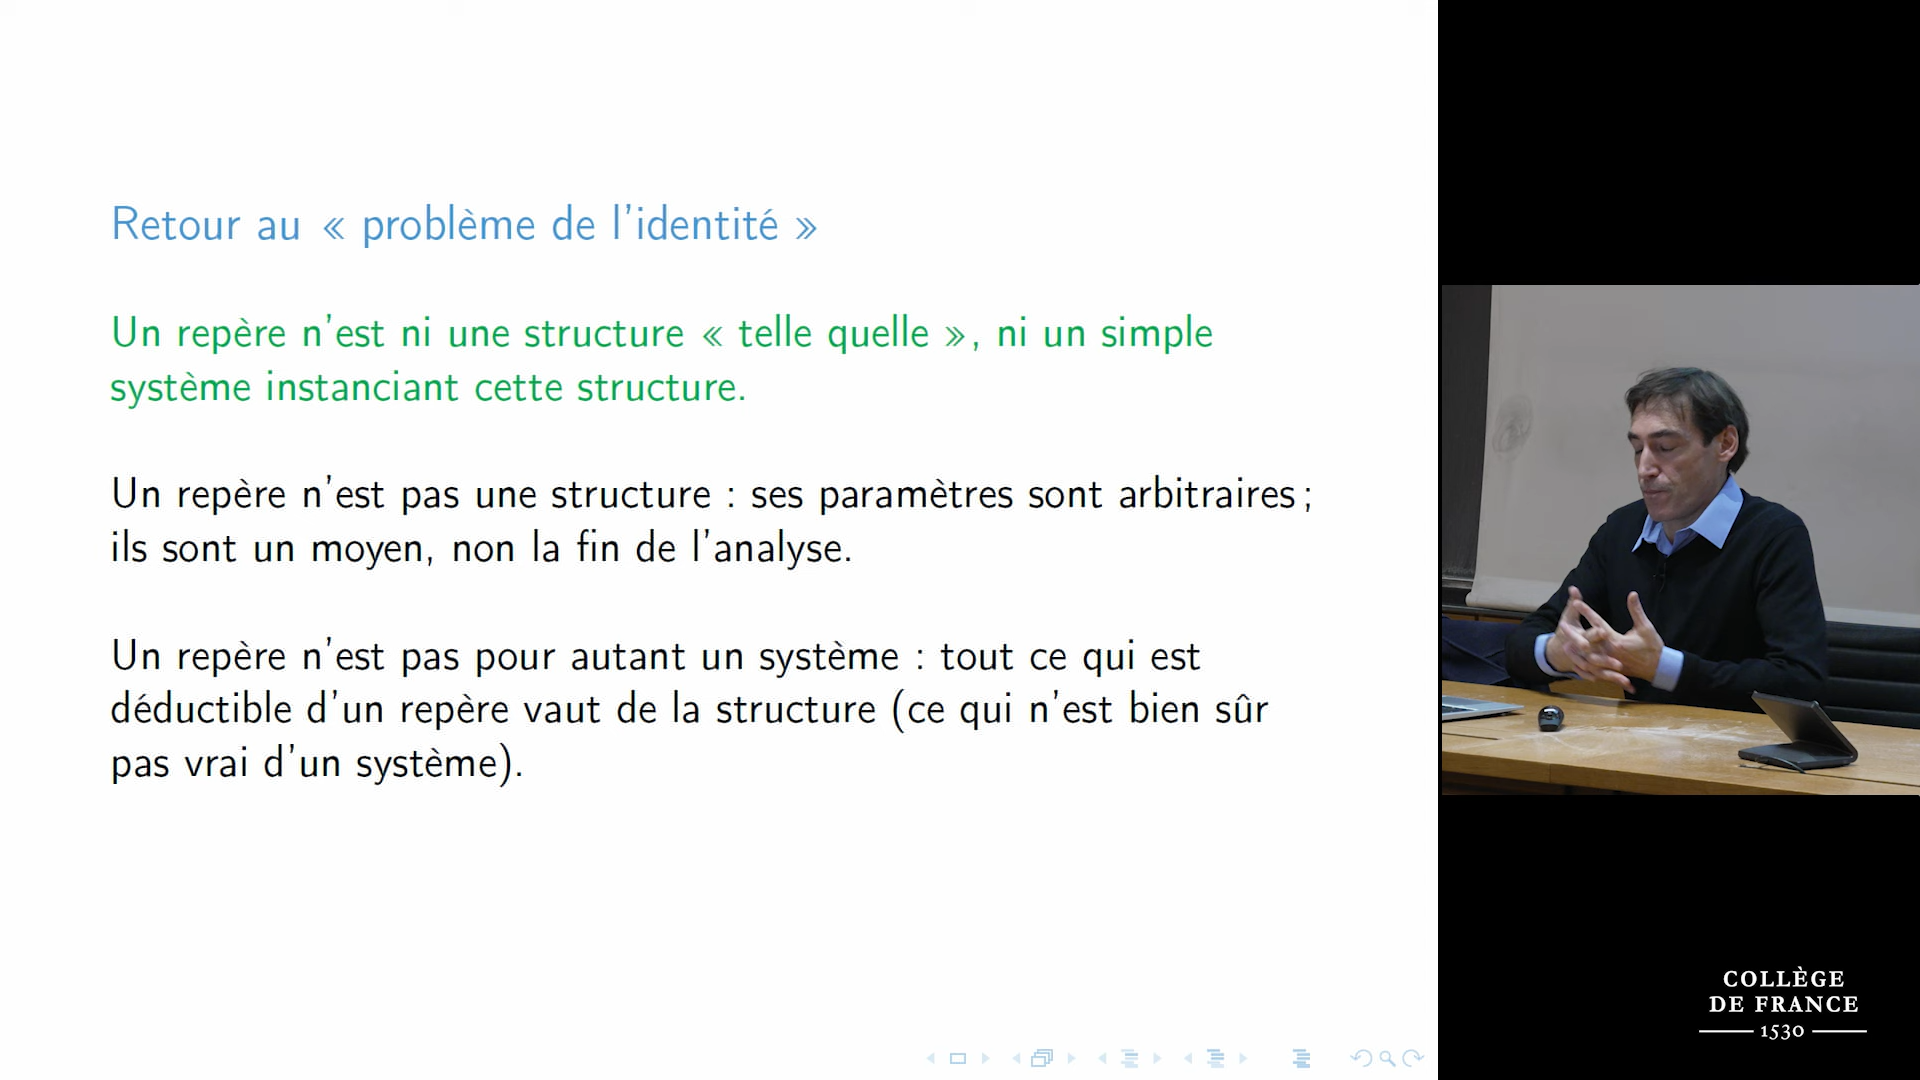 Retour au « problème de l'identité »
Un repère n'est ni une structure « telle quelle », ni un simple
système instanciant cette structure.
Un repère n'est pas une structure : ses paramètres sont arbitraires ;
ils sont un moyen, non la fin de l'analyse.
Un repère n'est pas pour autant un système : tout ce qui est
déductible d'un repère vaut de la structure (ce qui n'est bien sûr
pas vrai d'un système).
COLLÈGE
DE FRANCE
1530